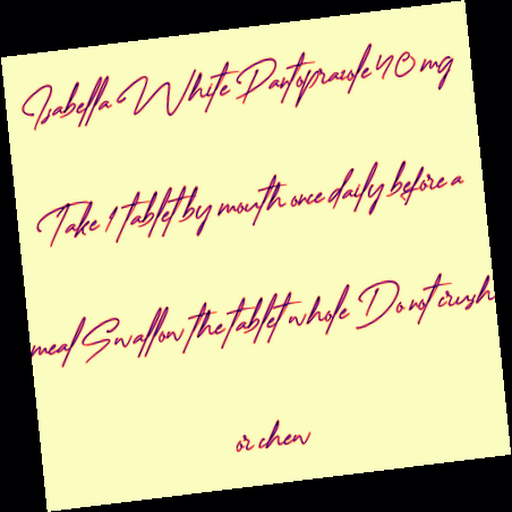 Isabella White Pantoprazole 40 mg
Take 1 tablet by mouth once daily before a
meal Swallow the tablet whole Do not crush
or chew